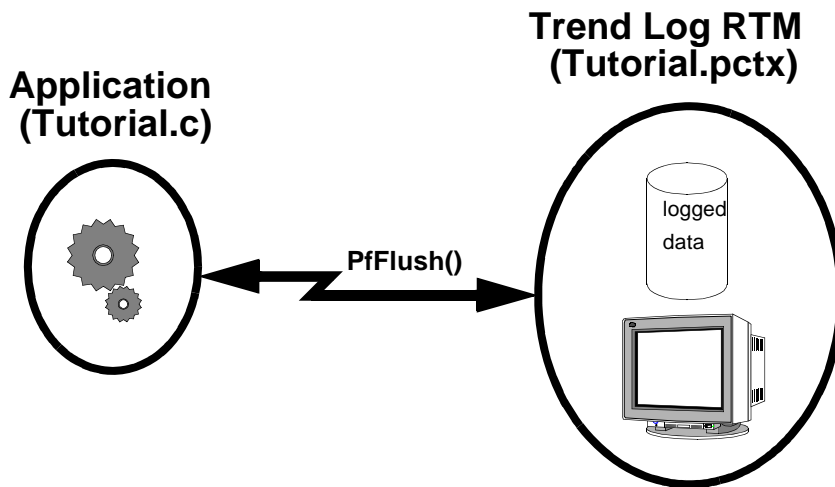 Trend Log RTM
(Tutorial.pctx)
Application
(Tutorial.c)
logged
data
PfFlush()